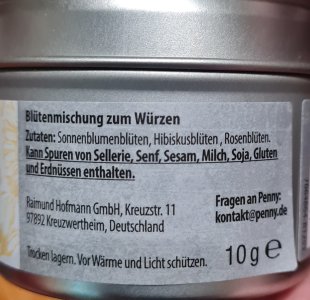 Blütenmischung zum Würzen
Zutaten: Sonnenblumenblüten, Hibiskusblüten, Rosenblüten.
Kann Spuren von Sellerie, Senf, Sesam, Milch, Soja, Gluten
und Erdnüssen enthalten.
Raimund Hofmann GmbH, Kreuzstr. 11
97892 Kreuzwertheim, Deutschland
Fragen an Penny:
kontakt@penny.de
10 g e
Trocken lagern. Vor Wärme und Licht schützen.